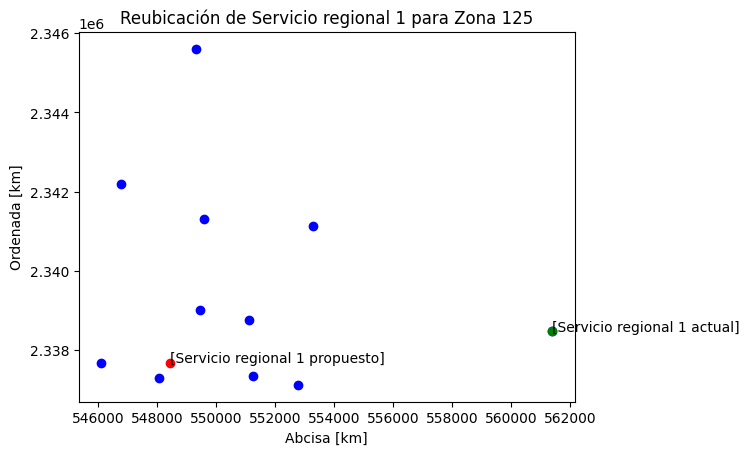 Reubicación de Servicio regional 1 para Zona 125
1e6
2.346
2.344
2.342
2.340
2.338
Ordenada [km]
[Servicio regional 1 actual]
[Servicio regional 1 propuesto]
546000 548000 550000 552000 554000 556000 558000 560000 562000
Abcisa [km]